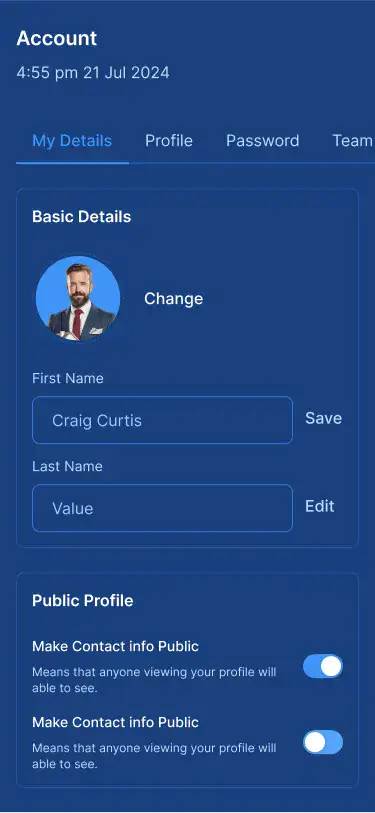 Account
4:55 pm 21 Jul 2024
My Details Profile Password Team
Basic Details
Change
First Name
Craig Curtis
Save
Last Name
Value
Edit
Public Profile
Make Contact info Public
Means that anyone viewing your profile will
able to see.
Make Contact info Public
Means that anyone viewing your profile will
able to see.